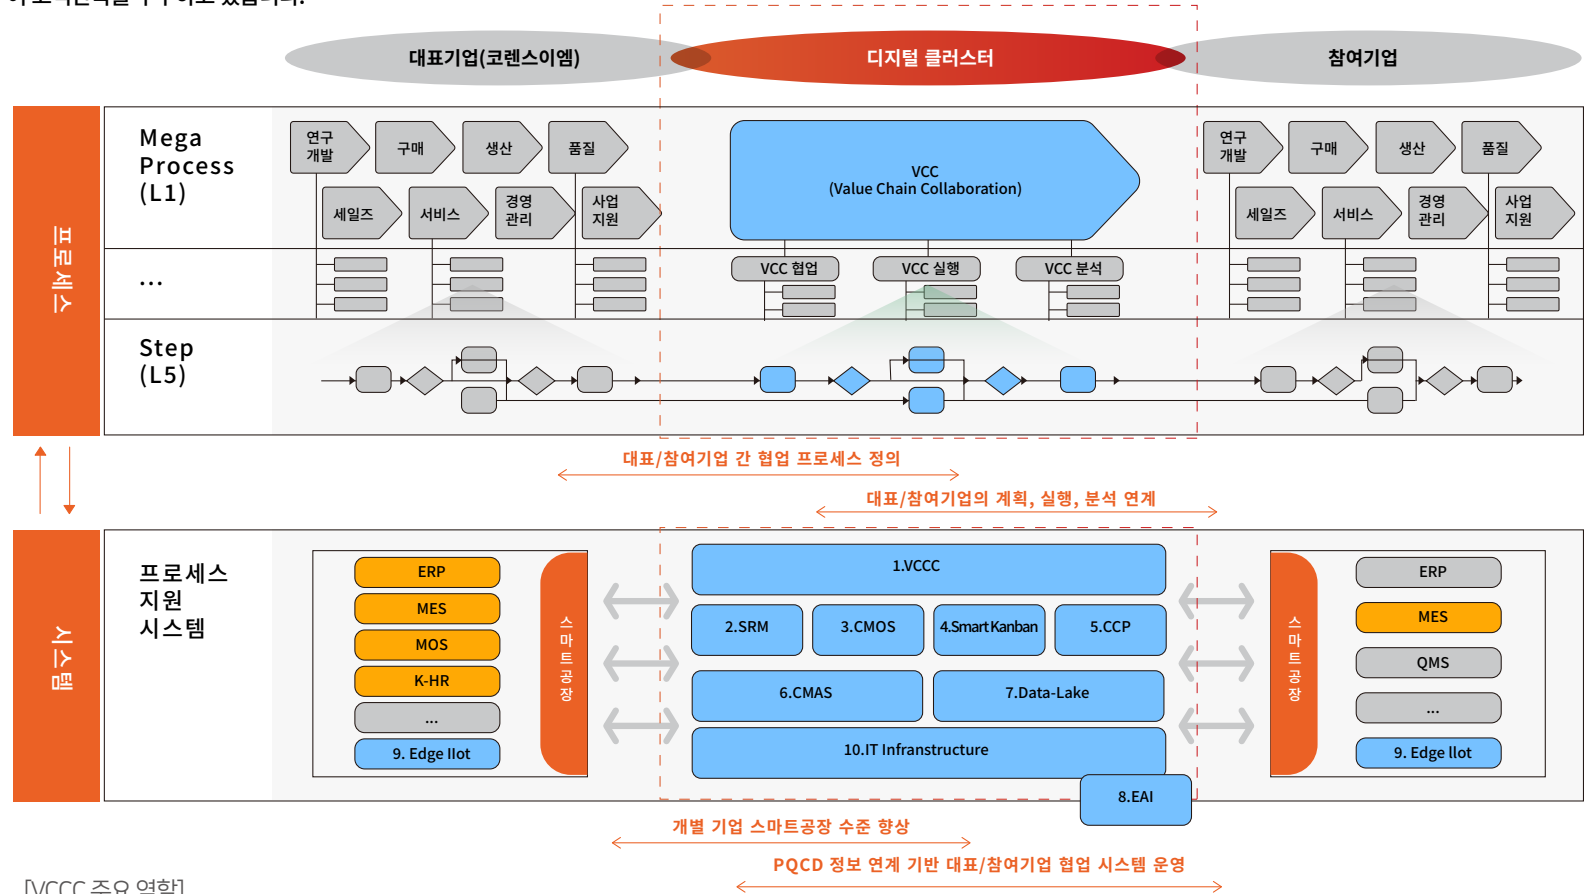 대표기업(코렌스이엠)
디지털 클러스터
참여기업
프로세스
Mega
Process
(L1)
연구
개발
구매
생산
품질
세일즈
서비스
경영
관리
사업
지원
VCC
(Value Chain Collaboration)
연구
개발
구매
생산
품질
세일즈
서비스
경영
관리
사업
지원
...
VCC 협업
VCC 실행
VCC 분석
Step
(L5)
대표/참여기업 간 협업 프로세스 정의
대표/참여기업의 계획, 실행, 분석 연계
시스템
프로세스
지원
시스템
ERP
MES
MOS
K-HR
...
9. Edge IIot
스마트공장
1.VCCC
2.SRM
3.CMOS
4.Smart Kanban
5.CCP
6.CMAS
7.Data-Lake
10.IT Infranstructure
8.EAI
스마트공장
ERP
MES
QMS
...
9. Edge llot
개별 기업 스마트공장 수준 향상
PQCD 정보 연계 기반 대표/참여기업 협업 시스템 운영
[VCCC 주요 역할]